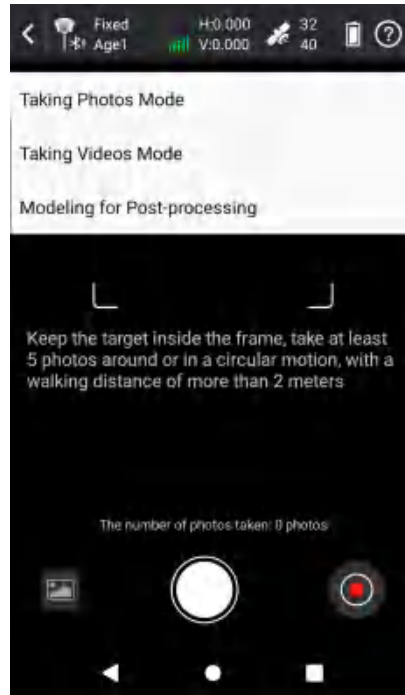 Fixed H:0.000 32
Age1 V:0.000 40
Taking Photos Mode
Taking Videos Mode
Modeling for Post-processing
Keep the target inside the frame, take at least
5 photos around or in a circular motion, with a
walking distance of more than 2 meters
The number of photos taken: 0 photos